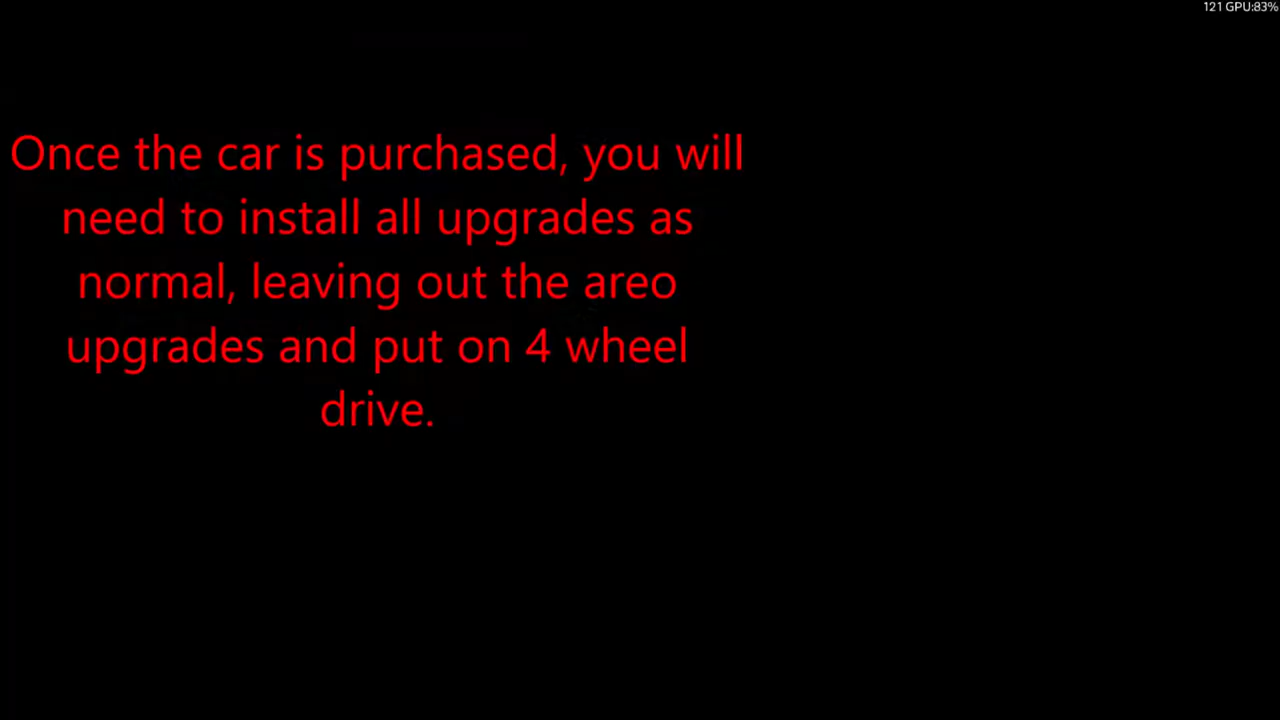 121 GPU:83%
Once the car is purchased, you will
need to install all upgrades as
normal, leaving out the areo
upgrades and put on 4 wheel
drive.